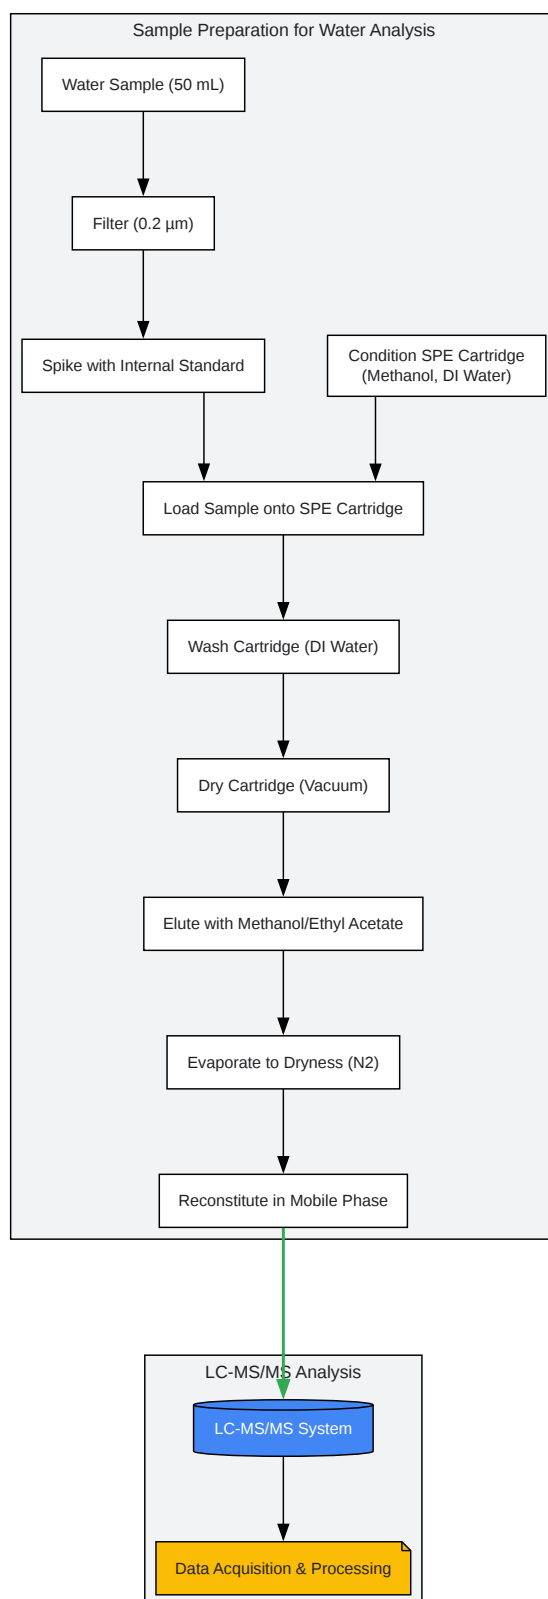 Sample Preparation for Water Analysis
Water Sample (50 mL)
Filter (0.2 µm)
Spike with Internal Standard
Condition SPE Cartridge
(Methanol, DI Water)
Load Sample onto SPE Cartridge
Wash Cartridge (DI Water)
Dry Cartridge (Vacuum)
Elute with Methanol/Ethyl Acetate
Evaporate to Dryness (N2)
Reconstitute in Mobile Phase
LC-MS/MS Analysis
LC-MS/MS System
Data Acquisition & Processing